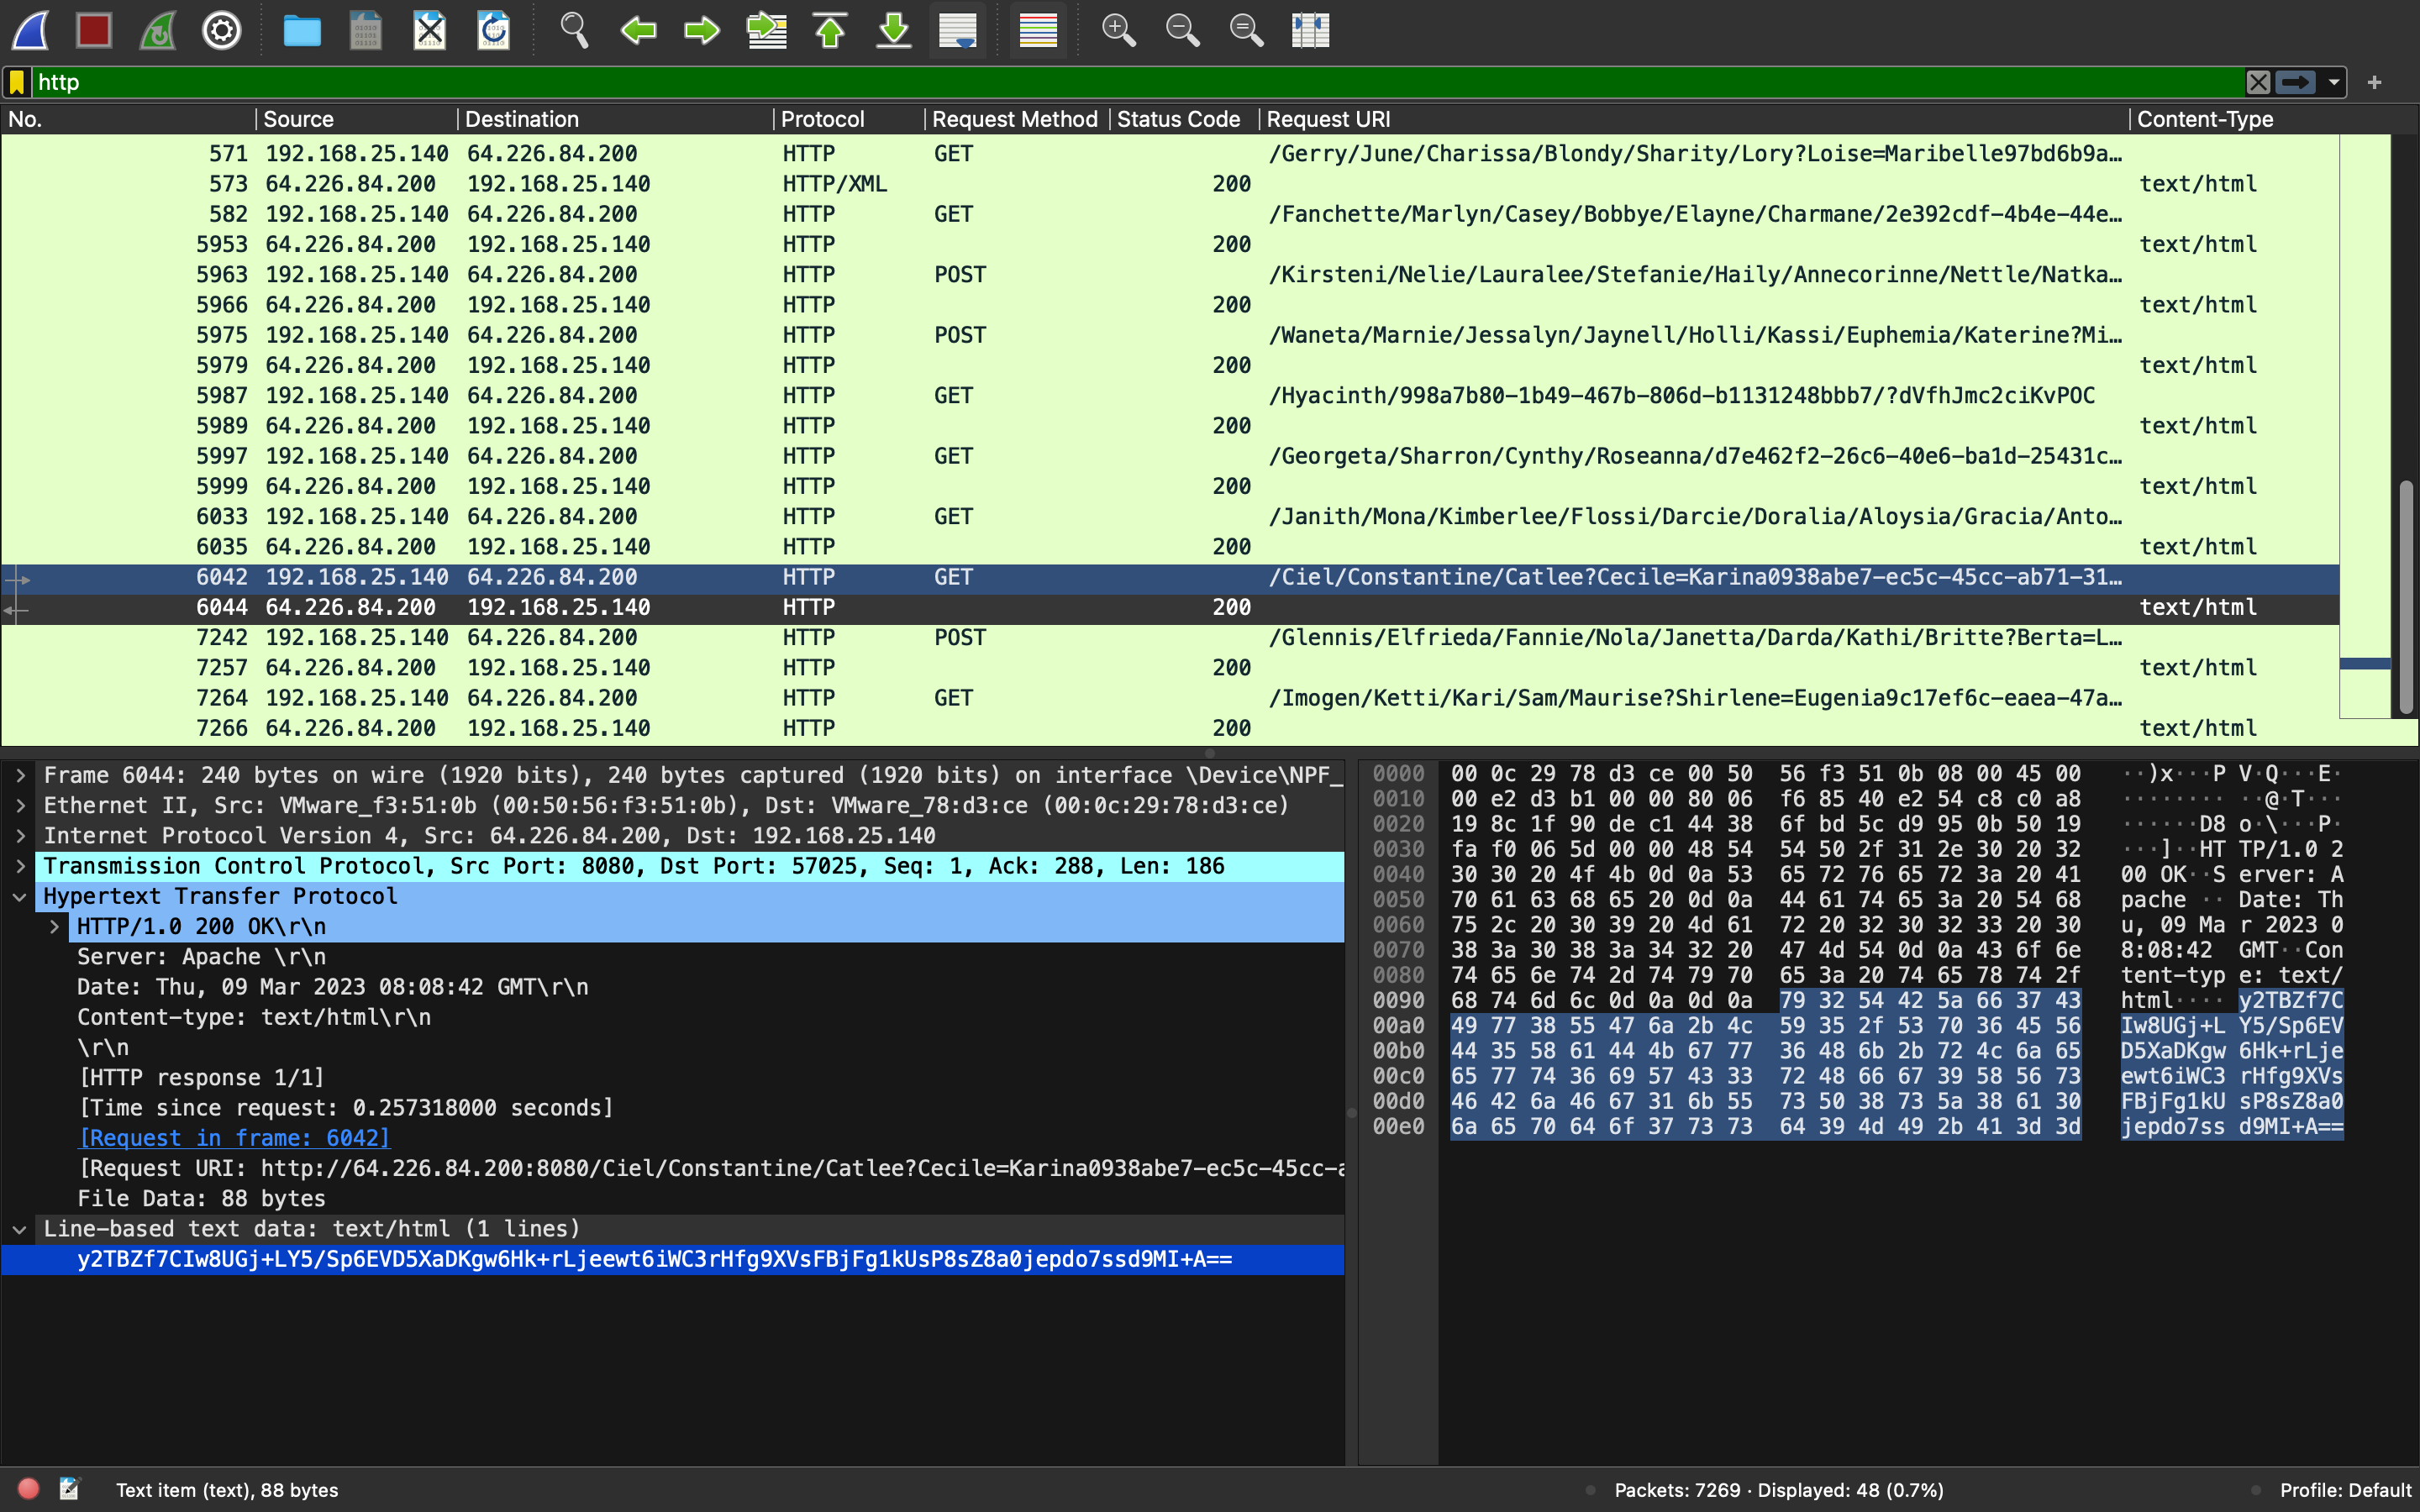 http
No. Source Destination Protocol Request Method Status Code Request URI Content-Type
571 192.168.25.140 64.226.84.200 HTTP GET /Gerry/June/Charissa/Blondy/Sharity/Lory?Loise=Maribelle97bd6b9a…
573 64.226.84.200 192.168.25.140 HTTP/XML 200 text/html
582 192.168.25.140 64.226.84.200 HTTP GET /Fanchette/Marlyn/Casey/Bobbye/Elayne/Charmane/2e392cdf-4b4e-44e…
5953 64.226.84.200 192.168.25.140 HTTP 200 text/html
5963 192.168.25.140 64.226.84.200 HTTP POST /Kirsteni/Nelie/Lauralee/Stefanie/Haily/Annecorinne/Nettle/Natka…
5966 64.226.84.200 192.168.25.140 HTTP 200 text/html
5975 192.168.25.140 64.226.84.200 HTTP POST /Waneta/Marnie/Jessalyn/Jaynell/Holli/Kassi/Euphemia/Katerine?Mi…
5979 64.226.84.200 192.168.25.140 HTTP 200 text/html
5987 192.168.25.140 64.226.84.200 HTTP GET /Hyacinth/998a7b80-1b49-467b-806d-b1131248bbb7/?dVfhJmc2ciKvPOC
5989 64.226.84.200 192.168.25.140 HTTP 200 text/html
5997 192.168.25.140 64.226.84.200 HTTP GET /Georgeta/Sharron/Cynthy/Roseanna/d7e462f2-26c6-40e6-ba1d-25431c…
5999 64.226.84.200 192.168.25.140 HTTP 200 text/html
6033 192.168.25.140 64.226.84.200 HTTP GET /Janith/Mona/Kimberlee/Flossi/Darcie/Doralia/Aloysia/Gracia/Anto…
6035 64.226.84.200 192.168.25.140 HTTP 200 text/html
6042 192.168.25.140 64.226.84.200 HTTP GET /Ciel/Constantine/Catlee?Cecile=Karina0938abe7-ec5c-45cc-ab71-31…
6044 64.226.84.200 192.168.25.140 HTTP 200 text/html
7242 192.168.25.140 64.226.84.200 HTTP POST /Glennis/Elfrieda/Fannie/Nola/Janetta/Darda/Kathi/Britte?Berta=L…
7257 64.226.84.200 192.168.25.140 HTTP 200 text/html
7264 192.168.25.140 64.226.84.200 HTTP GET /Imogen/Ketti/Kari/Sam/Maurise?Shirlene=Eugenia9c17ef6c-eaea-47a…
7266 64.226.84.200 192.168.25.140 HTTP 200 text/html
Frame 6044: 240 bytes on wire (1920 bits), 240 bytes captured (1920 bits) on interface \Device\NPF_
Ethernet II, Src: VMware_f3:51:0b (00:50:56:f3:51:0b), Dst: VMware_78:d3:ce (00:0c:29:78:d3:ce)
Internet Protocol Version 4, Src: 64.226.84.200, Dst: 192.168.25.140
Transmission Control Protocol, Src Port: 8080, Dst Port: 57025, Seq: 1, Ack: 288, Len: 186
Hypertext Transfer Protocol
HTTP/1.0 200 OK\r\n
Server: Apache \r\n
Date: Thu, 09 Mar 2023 08:08:42 GMT\r\n
Content-type: text/html\r\n
\r\n
[HTTP response 1/1]
[Time since request: 0.257318000 seconds]
[Request in frame: 6042]
[Request URI: http://64.226.84.200:8080/Ciel/Constantine/Catlee?Cecile=Karina0938abe7-ec5c-45cc-a
File Data: 88 bytes
Line-based text data: text/html (1 lines)
y2TBZf7CIw8UGj+LY5/Sp6EVD5XaDKgw6Hk+rLjeewt6iWC3rHfg9XVsFBjFg1kUsP8sZ8a0jepdo7ssd9MI+A==
0000 00 0c 29 78 d3 ce 00 50 56 f3 51 0b 08 00 45 00 ··)x···P V·Q···E·
0010 00 e2 d3 b1 00 00 80 06 f6 85 40 e2 54 c8 c0 a8 ········ ··@·T···
0020 19 8c 1f 90 de c1 44 38 6f bd 5c d9 95 0b 50 19 ······D8 o·\···P·
0030 fa f0 06 5d 00 00 48 54 54 50 2f 31 2e 30 20 32 ···]··HT TP/1.0 2
0040 30 30 20 4f 4b 0d 0a 53 65 72 76 65 72 3a 20 41 00 OK··S erver: A
0050 70 61 63 68 65 20 0d 0a 44 61 74 65 3a 20 54 68 pache ·· Date: Th
0060 75 2c 20 30 39 20 4d 61 72 20 32 30 32 33 20 30 u, 09 Ma r 2023 0
0070 38 3a 30 38 3a 34 32 20 47 4d 54 0d 0a 43 6f 6e 8:08:42 GMT··Con
0080 74 65 6e 74 2d 74 79 70 65 3a 20 74 65 78 74 2f tent-typ e: text/
0090 68 74 6d 6c 0d 0a 0d 0a 79 32 54 42 5a 66 37 43 html···· y2TBZf7C
00a0 49 77 38 55 47 6a 2b 4c 59 35 2f 53 70 36 45 56 Iw8UGj+L Y5/Sp6EV
00b0 44 35 58 61 44 4b 67 77 36 48 6b 2b 72 4c 6a 65 D5XaDKgw 6Hk+rLje
00c0 65 77 74 36 69 57 43 33 72 48 66 67 39 58 56 73 ewt6iWC3 rHfg9XVs
00d0 46 42 6a 46 67 31 6b 55 73 50 38 73 5a 38 61 30 FBjFg1kU sP8sZ8a0
00e0 6a 65 70 64 6f 37 73 73 64 39 4d 49 2b 41 3d 3d jepdo7ss d9MI+A==
Text item (text), 88 bytes
Packets: 7269 · Displayed: 48 (0.7%)
Profile: Default